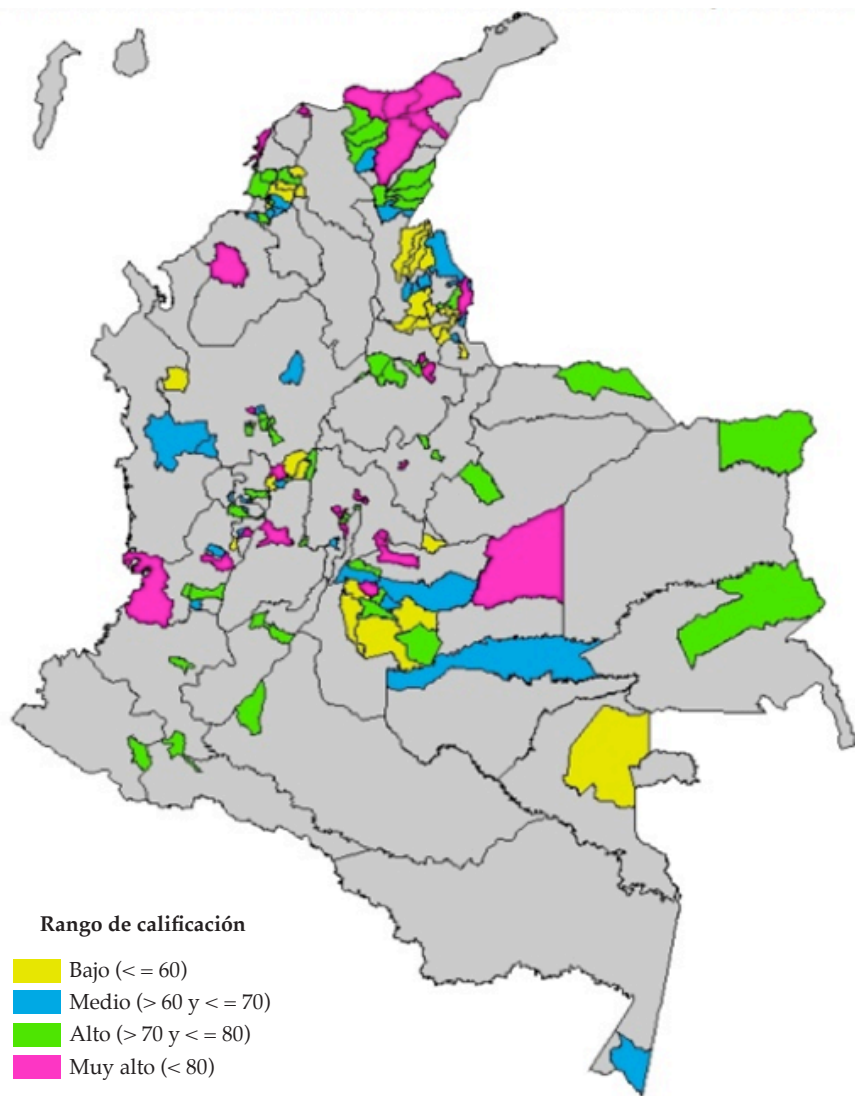 Rango de calificación
Bajo (< = 60)
Medio (> 60 y < = 70)
Alto (> 70 y < = 80)
Muy alto (< 80)